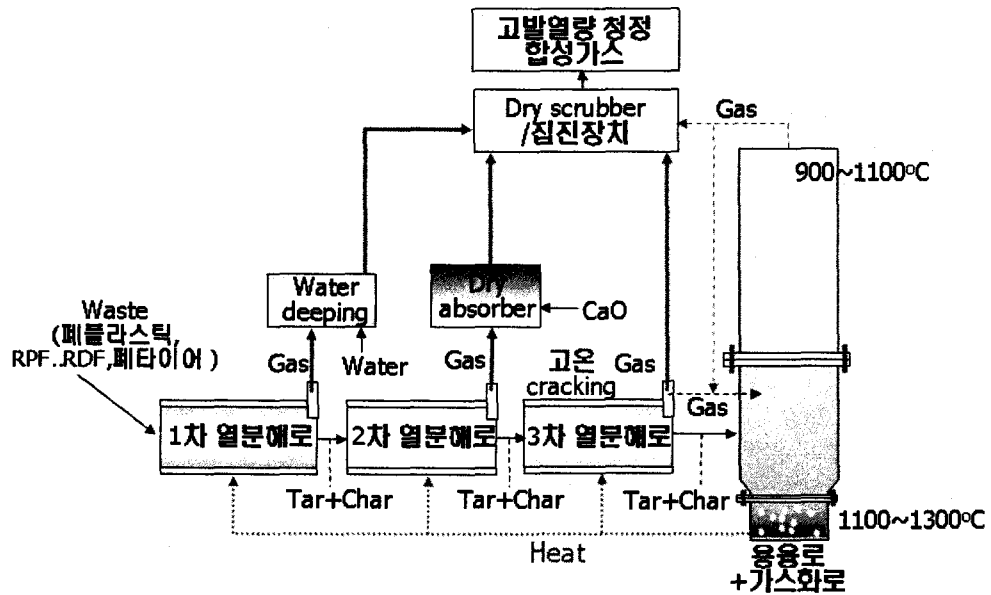 고발열량 청정
합성가스
Dry scrubber
/집진장치
Gas
900~1100°C
Water
deeping
Dry
absorber
CaO
Waste
(폐플라스틱,
RPF..RDF,폐타이어 )
Gas
Water
Gas
고온
cracking
Gas
Gas
1차 열분해로
2차 열분해로
3차 열분해로
Tar+Char
Tar+Char
Tar+Char
1100~1300°C
Heat
용융로
+가스화로